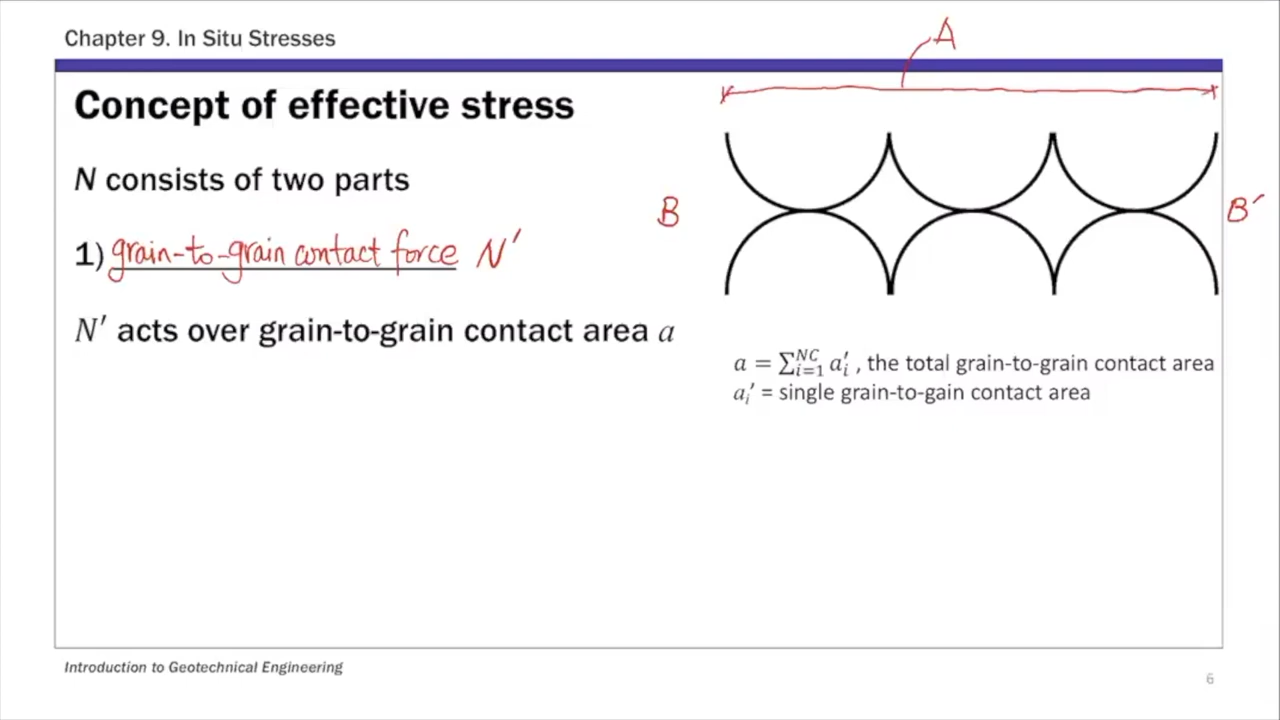 Chapter 9. In Situ Stresses
A
Concept of effective stress
N consists of two parts
B
B'
1) grain-to-grain contact force N'
N' acts over grain-to-grain contact area a
a = ∑_{i=1}^{NC} a_i' , the total grain-to-grain contact area
a_i' = single grain-to-gain contact area
Introduction to Geotechnical Engineering
6